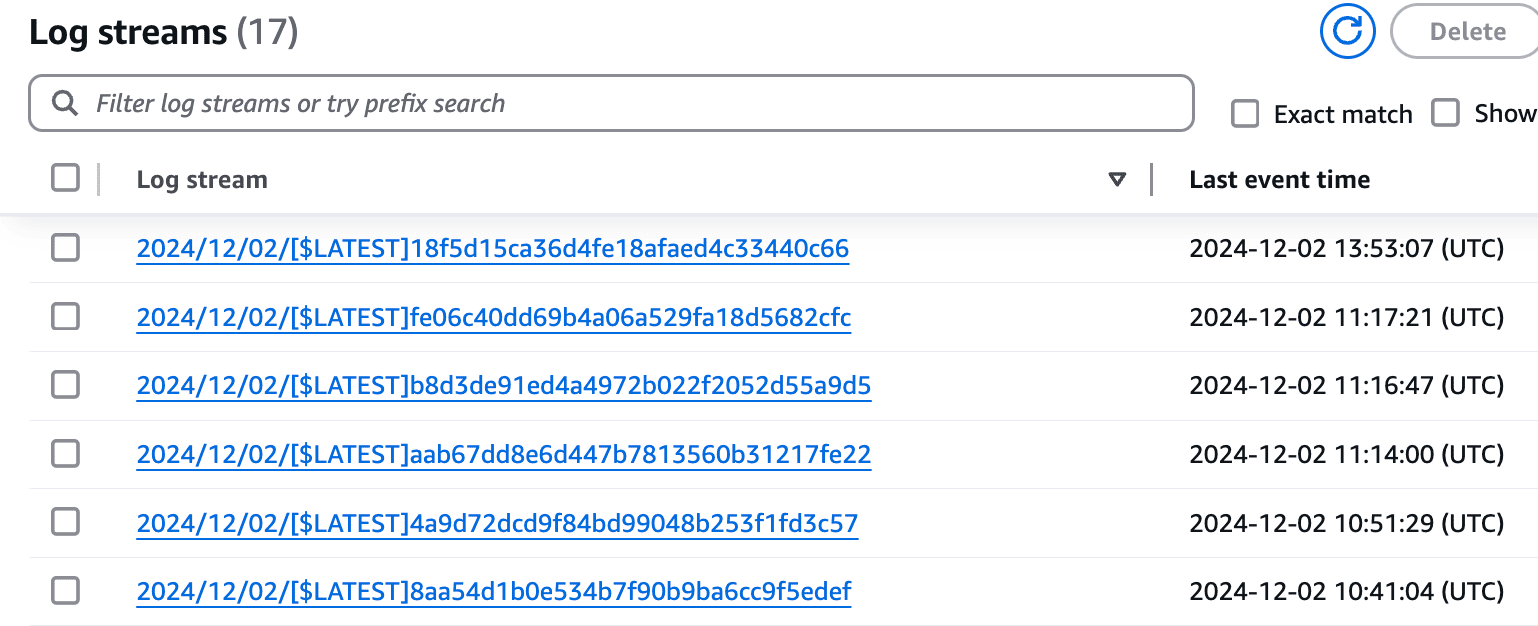 Log streams (17)
Delete
Filter log streams or try prefix search
Exact match
Show
Log stream
Last event time
2024/12/02/[$LATEST]18f5d15ca36d4fe18afaed4c33440c66 2024-12-02 13:53:07 (UTC)
2024/12/02/[$LATEST]fe06c40dd69b4a06a529fa18d5682cfc 2024-12-02 11:17:21 (UTC)
2024/12/02/[$LATEST]b8d3de91ed4a4972b022f2052d55a9d5 2024-12-02 11:16:47 (UTC)
2024/12/02/[$LATEST]aab67dd8e6d447b7813560b31217fe22 2024-12-02 11:14:00 (UTC)
2024/12/02/[$LATEST]4a9d72dcd9f84bd99048b253f1fd3c57 2024-12-02 10:51:29 (UTC)
2024/12/02/[$LATEST]8aa54d1b0e534b7f90b9ba6cc9f5edef 2024-12-02 10:41:04 (UTC)